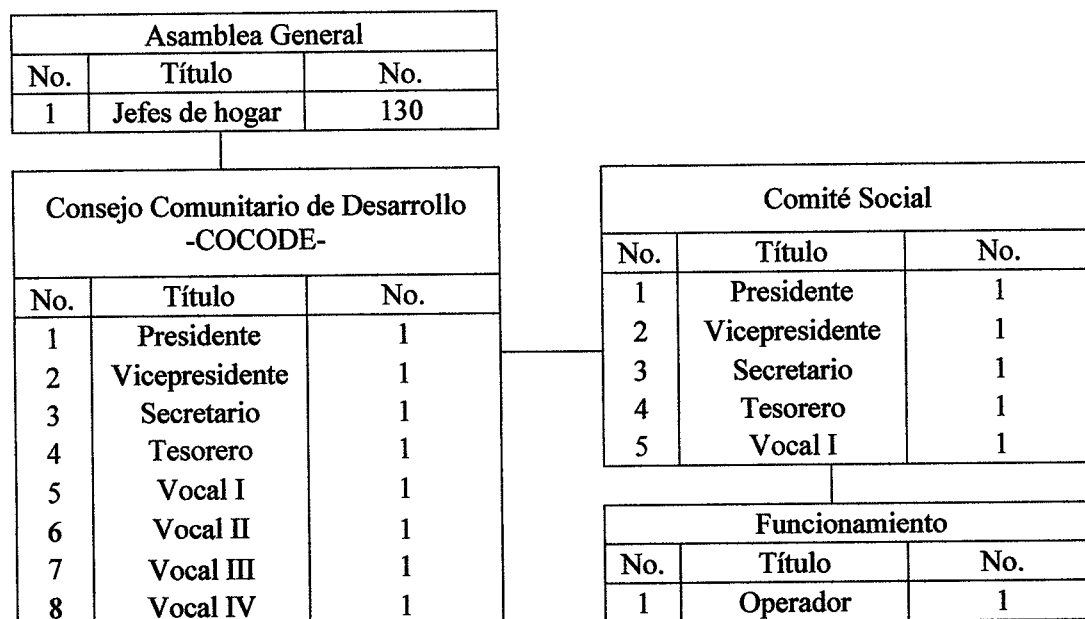 Asamblea General
No. Título No.
1 Jefes de hogar 130
Consejo Comunitario de Desarrollo
-COCODE-
No. Título No.
1 Presidente 1
2 Vicepresidente 1
3 Secretario 1
4 Tesorero 1
5 Vocal I 1
6 Vocal II 1
7 Vocal III 1
8 Vocal IV 1
Comité Social
No. Título No.
1 Presidente 1
2 Vicepresidente 1
3 Secretario 1
4 Tesorero 1
5 Vocal I 1
Funcionamiento
No. Título No.
1 Operador 1